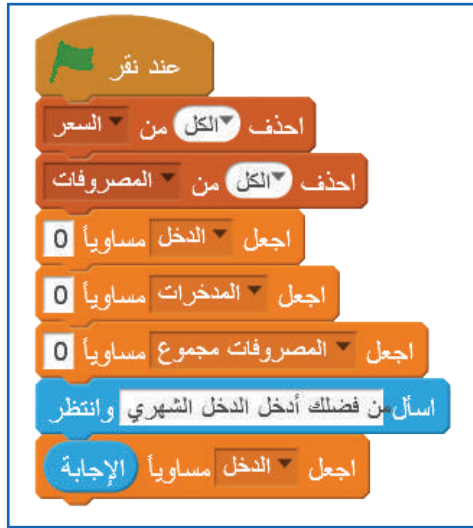 عند نقر
احذف الكل من السعر
احذف الكل من المصروفات
اجعل الدخل مساوياً 0
اجعل المدخرات مساوياً 0
اجعل المصروفات مجموع مساوياً 0
اسأل من فضلك أدخل الدخل الشهري وانتظر
اجعل الدخل مساوياً الإجابة